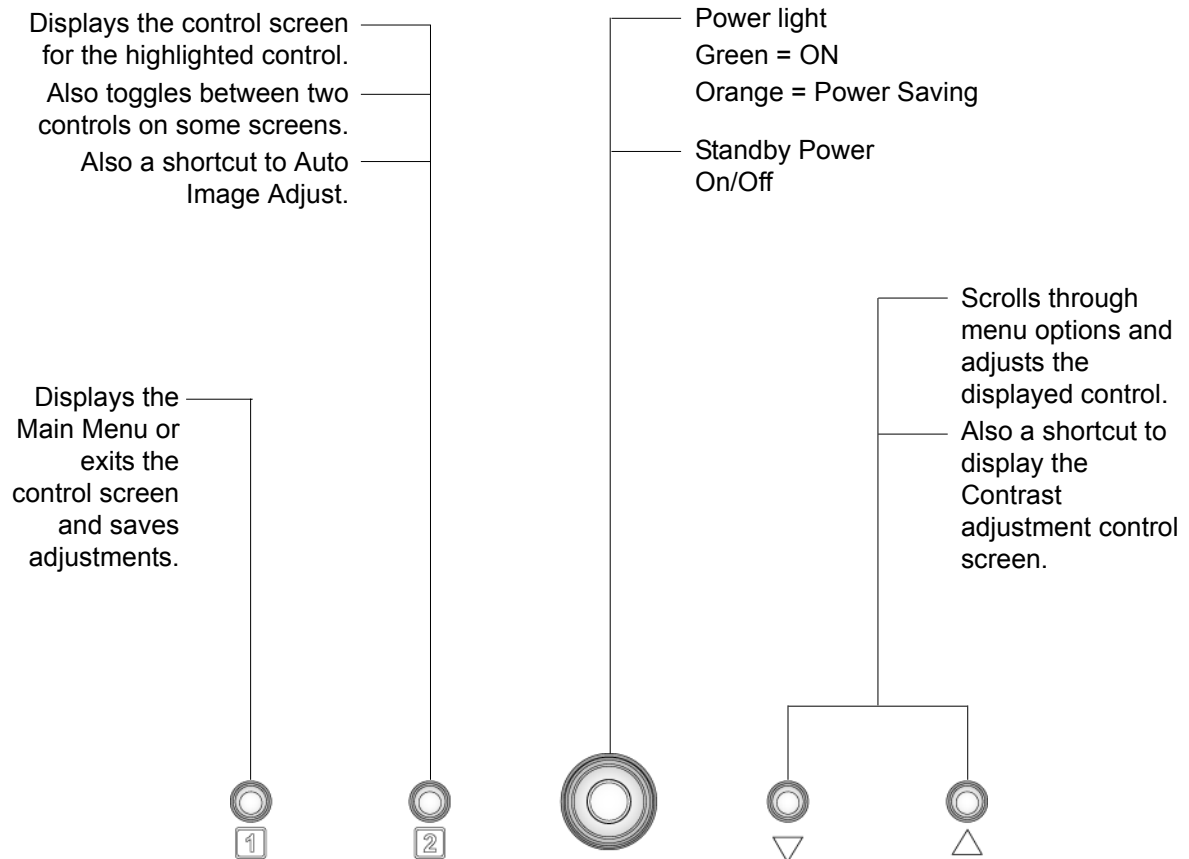 Displays the control screen
for the highlighted control.
Also toggles between two
controls on some screens.
Also a shortcut to Auto
Image Adjust.
Power light
Green = ON
Orange = Power Saving
Standby Power
On/Off
Displays the
Main Menu or
exits the
control screen
and saves
adjustments.
Scrolls through
menu options and
adjusts the
displayed control.
Also a shortcut to
display the
Contrast
adjustment control
screen.
1
2